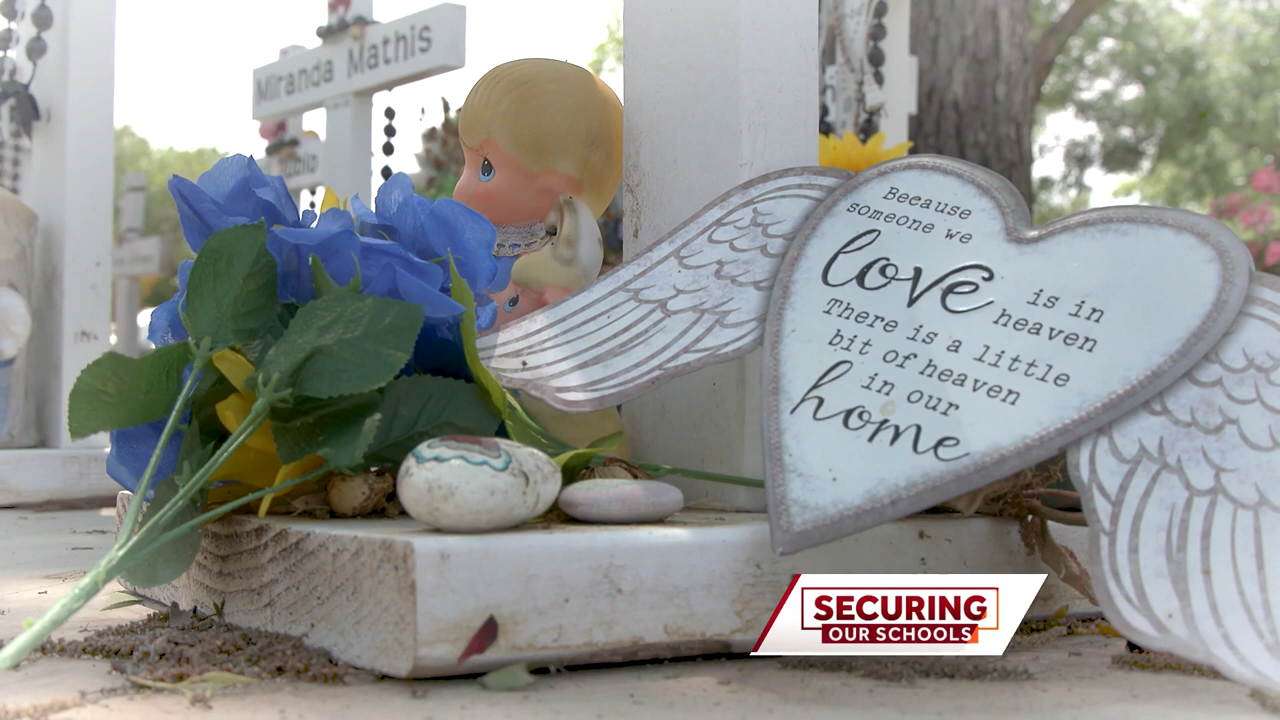 Miranda Mathis
Because
someone we
love is in
heaven
There is a little
bit of heaven
in our
home
SECURING
OUR SCHOOLS